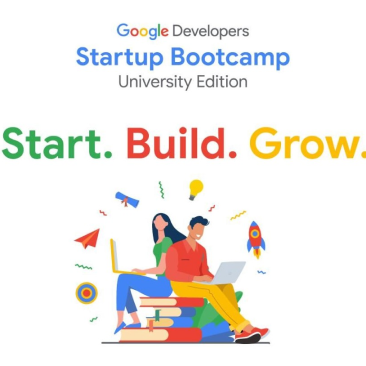 Google Developers
Startup Bootcamp
University Edition
Start. Build. Grow.